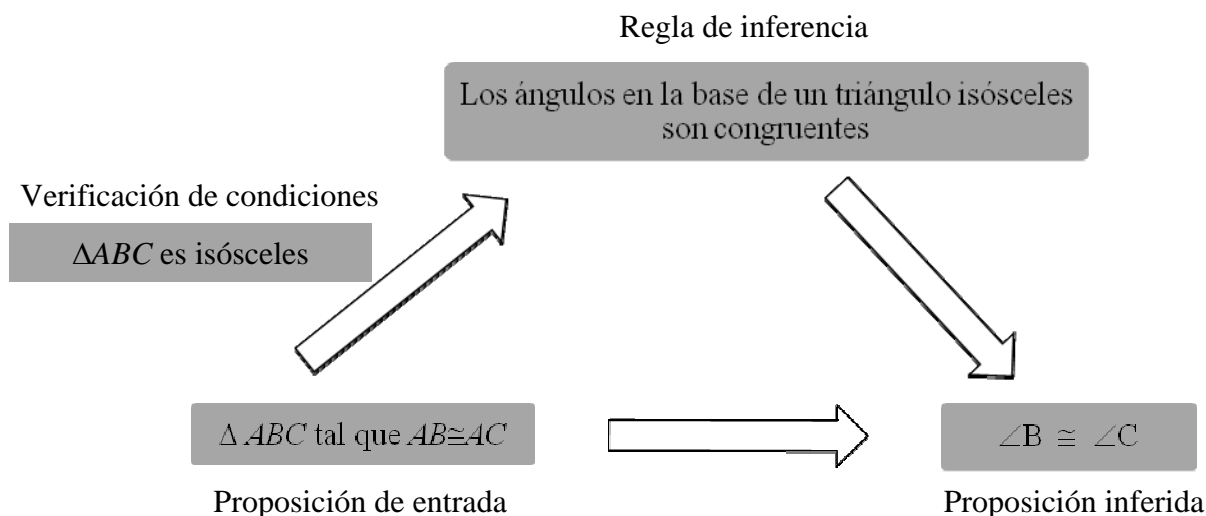 Regla de inferencia
Los ángulos en la base de un triángulo isósceles
son congruentes
Verificación de condiciones
ΔABC es isósceles
Δ ABC tal que AB≅AC
∠B ≅ ∠C
Proposición de entrada
Proposición inferida